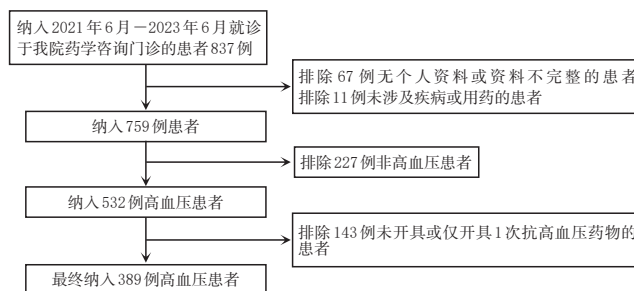 纳入2021年6月—2023年6月就诊
于我院药学咨询门诊的患者837例
排除67例无个人资料或资料不完整的患者
排除11例未涉及疾病或用药的患者
纳入759例患者
排除227例非高血压患者
纳入532例高血压患者
排除143例未开具或仅开具1次抗高血压药物的
患者
最终纳入389例高血压患者